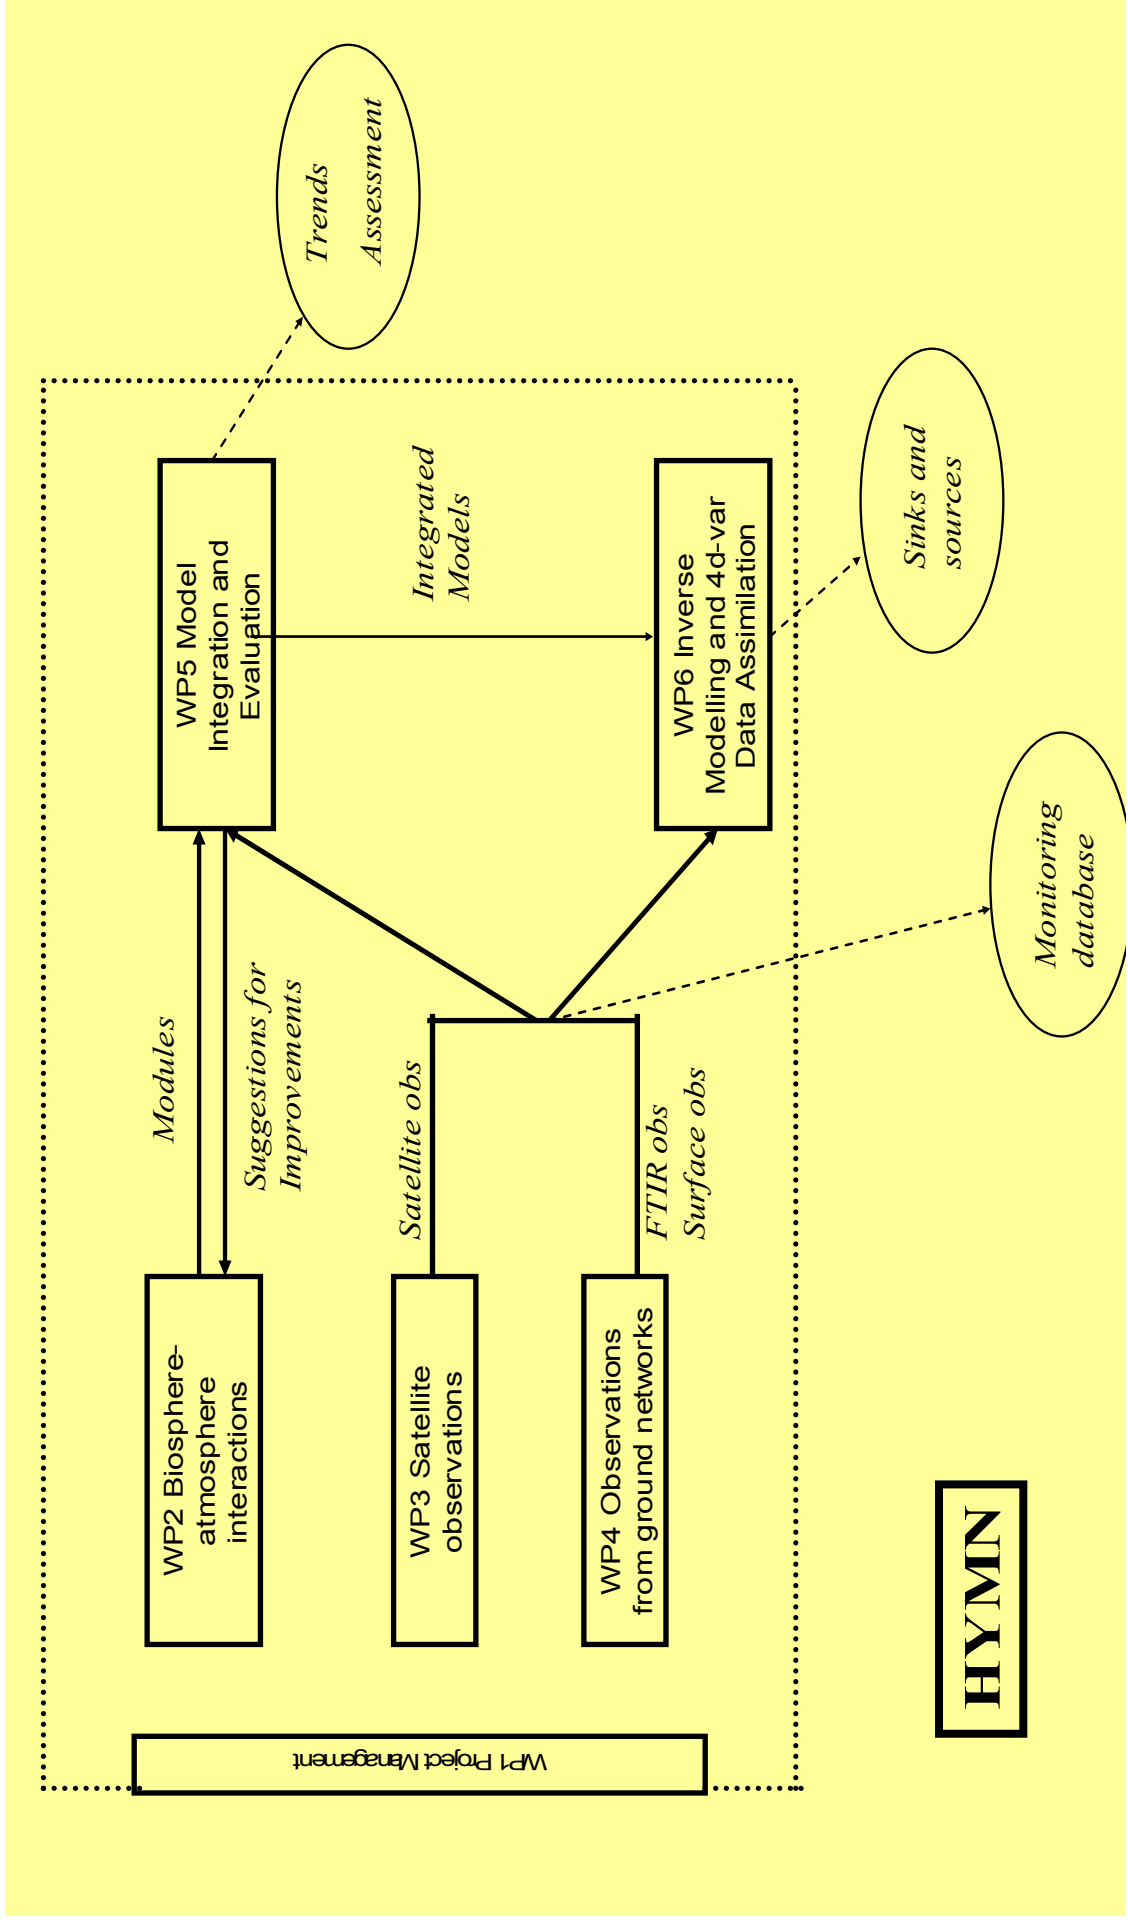 WP1 Project Management
WP2 Biosphere-
atmosphere
interactions
Modules
Suggestions for
Improvements
WP5 Model
Integration and
Evaluation
Trends
Assessment
WP3 Satellite
observations
Satellite obs
Integrated
Models
WP4 Observations
from ground networks
FTIR obs
Surface obs
WP6 Inverse
Modelling and 4d-var
Data Assimilation
Sinks and
sources
Monitoring
database
HYMN